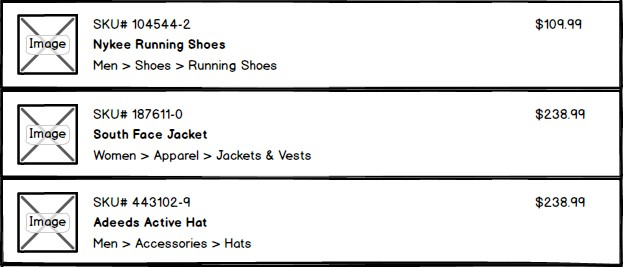 SKU# 104544-2 $109.99
Image
Nykee Running Shoes
Men > Shoes > Running Shoes
SKU# 187611-0 $238.99
Image
South Face Jacket
Women > Apparel > Jackets & Vests
SKU# 443102-9 $238.99
Image
Adeeds Active Hat
Men > Accessories > Hats